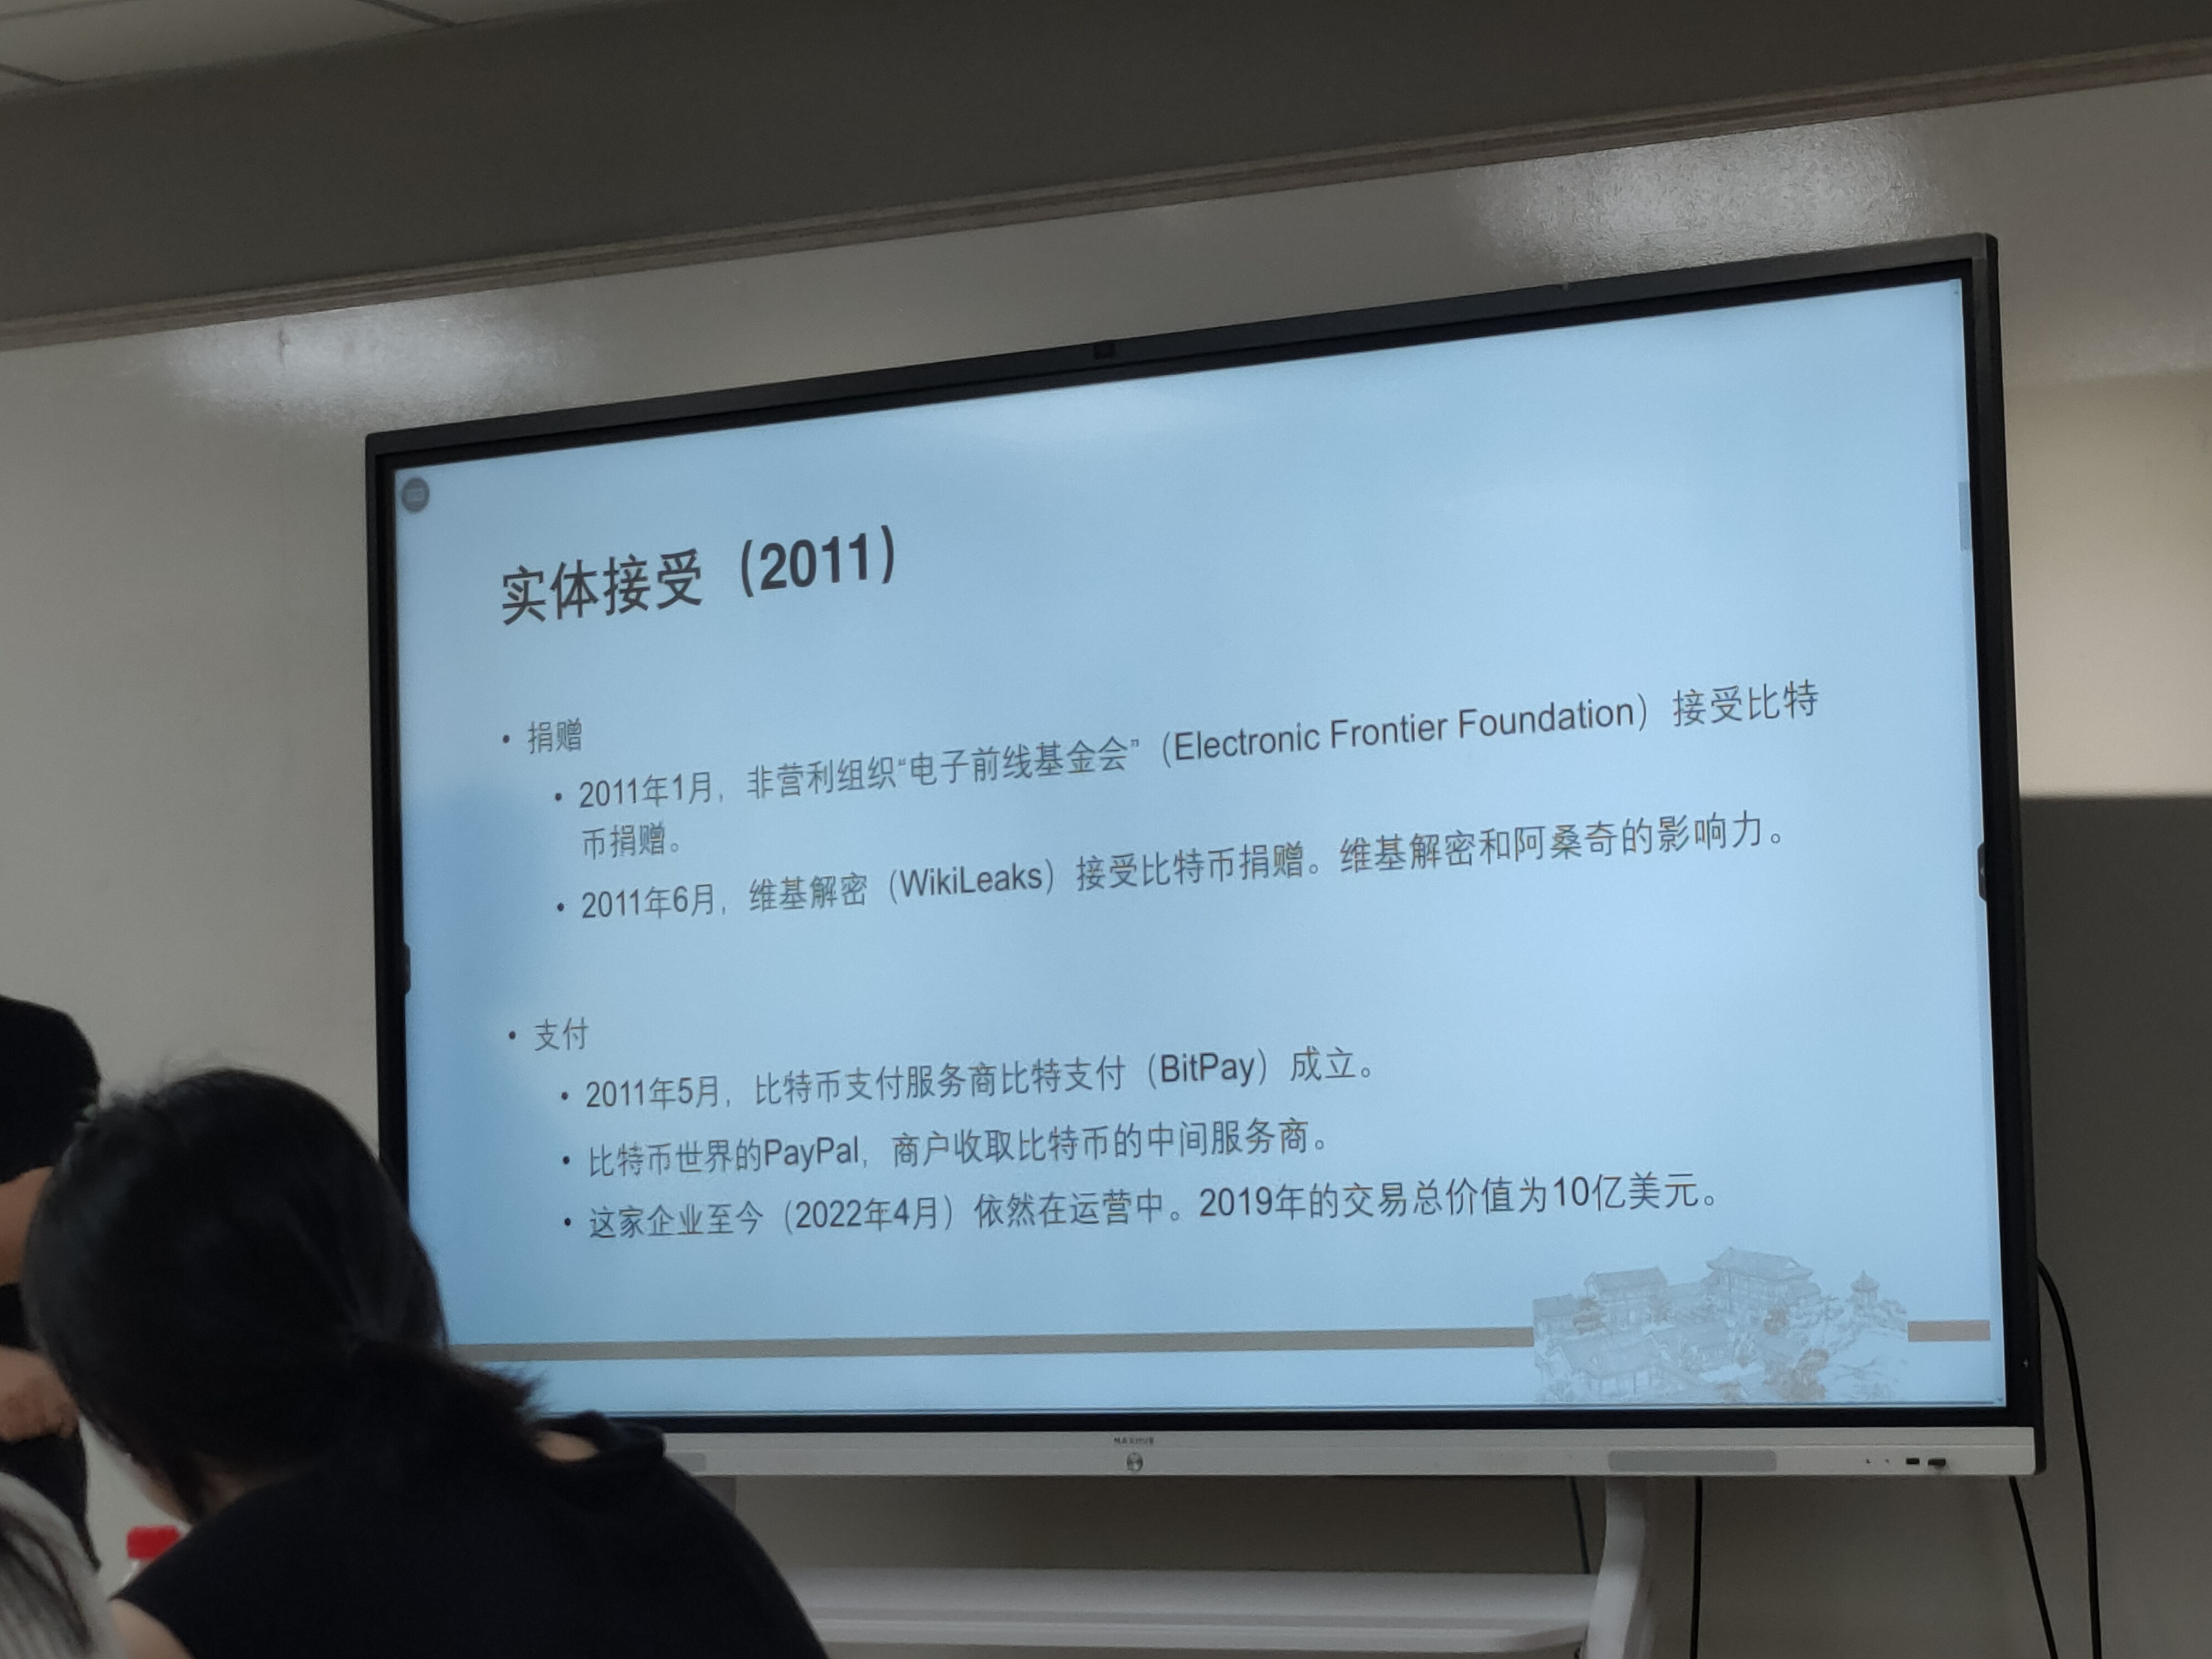 实体接受（2011）
• 捐赠
• 2011年1月，非营利组织“电子前线基金会”（Electronic Frontier Foundation）接受比特
币捐赠。
• 2011年6月，维基解密（WikiLeaks）接受比特币捐赠。维基解密和阿桑奇的影响力。
• 支付
• 2011年5月，比特币支付服务商比特支付（BitPay）成立。
• 比特币世界的PayPal，商户收取比特币的中间服务商。
• 这家企业至今（2022年4月）依然在运营中。2019年的交易总价值为10亿美元。
MAXHUB